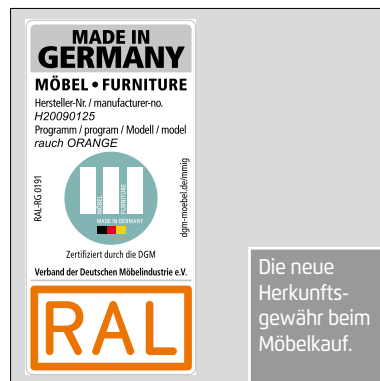 MADE IN
GERMANY
MÖBEL • FURNITURE
Hersteller-Nr. / manufacturer-no.
H20090125
Programm / program / Modell / model
rauch ORANGE
RAL-RG 0191
MÖBEL
FURNITURE
MADE IN GERMANY
dgm-moebel.de/mmig
Zertifiziert durch die DGM
Verband der Deutschen Möbelindustrie e.V.
RAL
Die neue
Herkunfts-
gewähr beim
Möbelkauf.